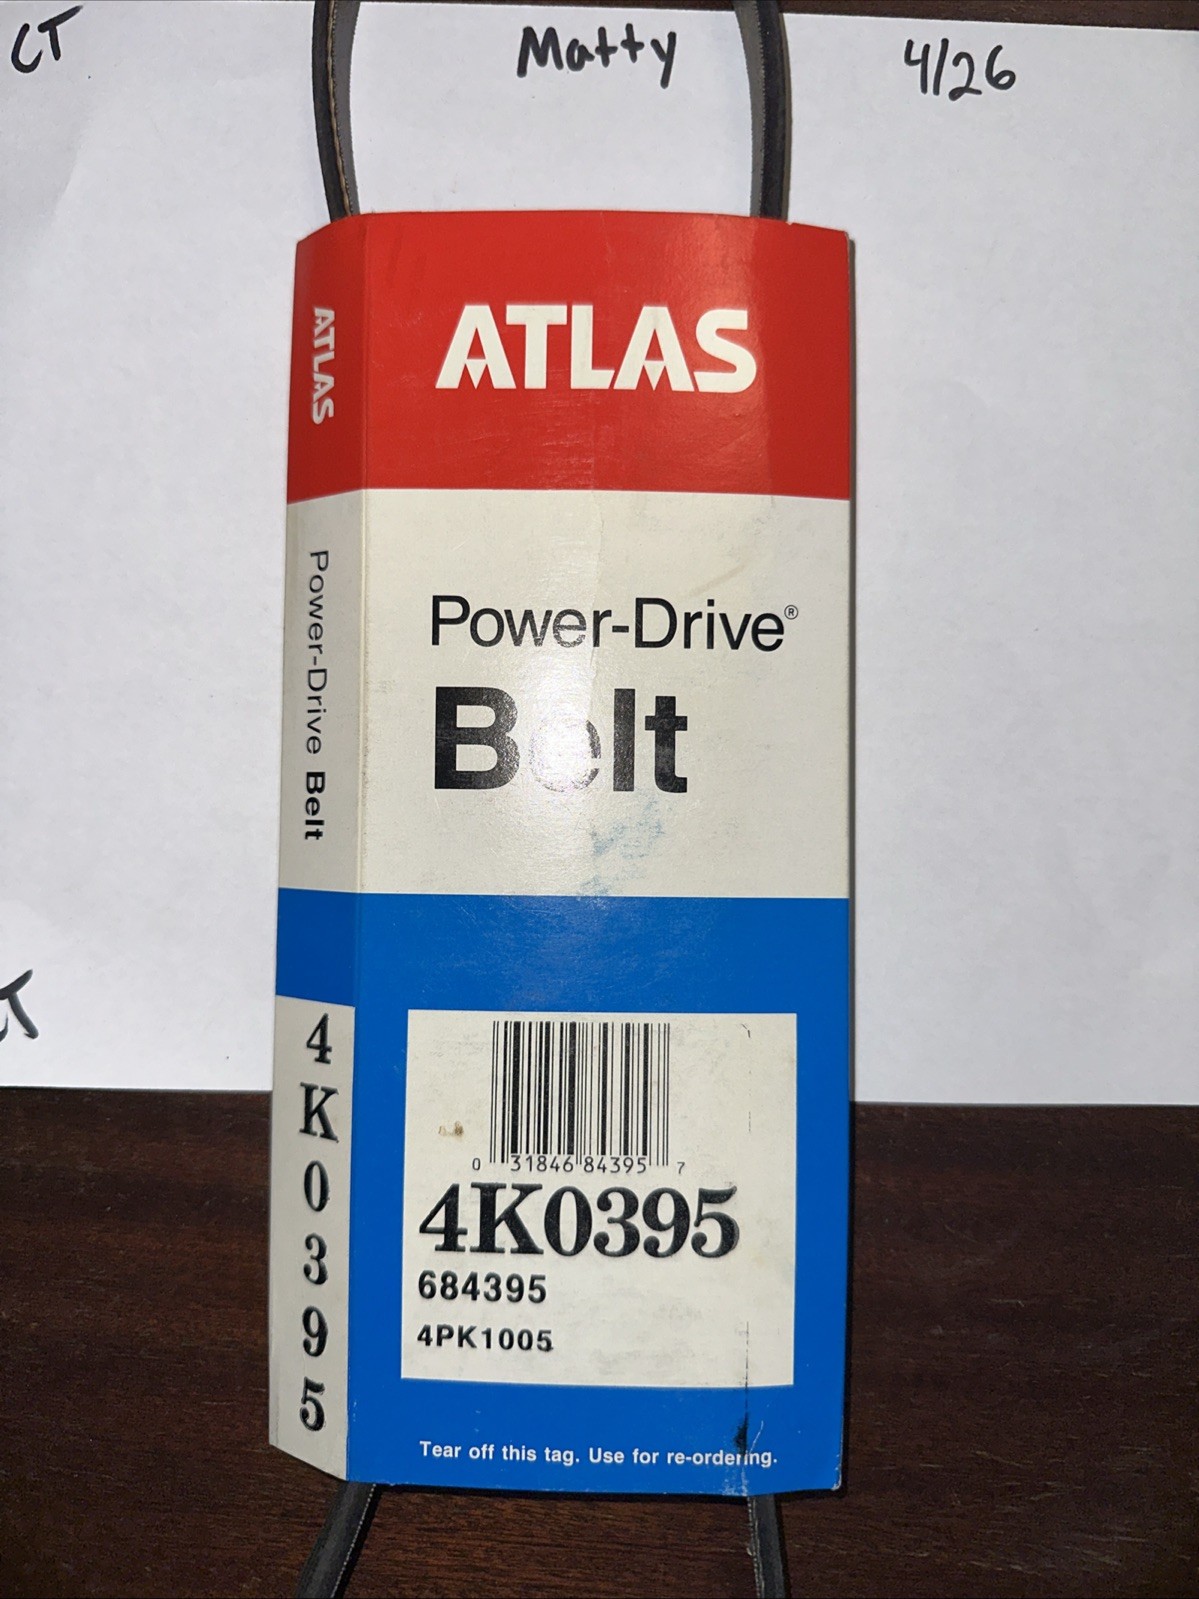 CT Matty 4/26
ATLAS
Power-Drive®
Belt
0 31846 84395 7
4K0395
684395
4PK1005
Tear off this tag. Use for re-ordering.
ATLAS
Power-Drive Belt
4K0395